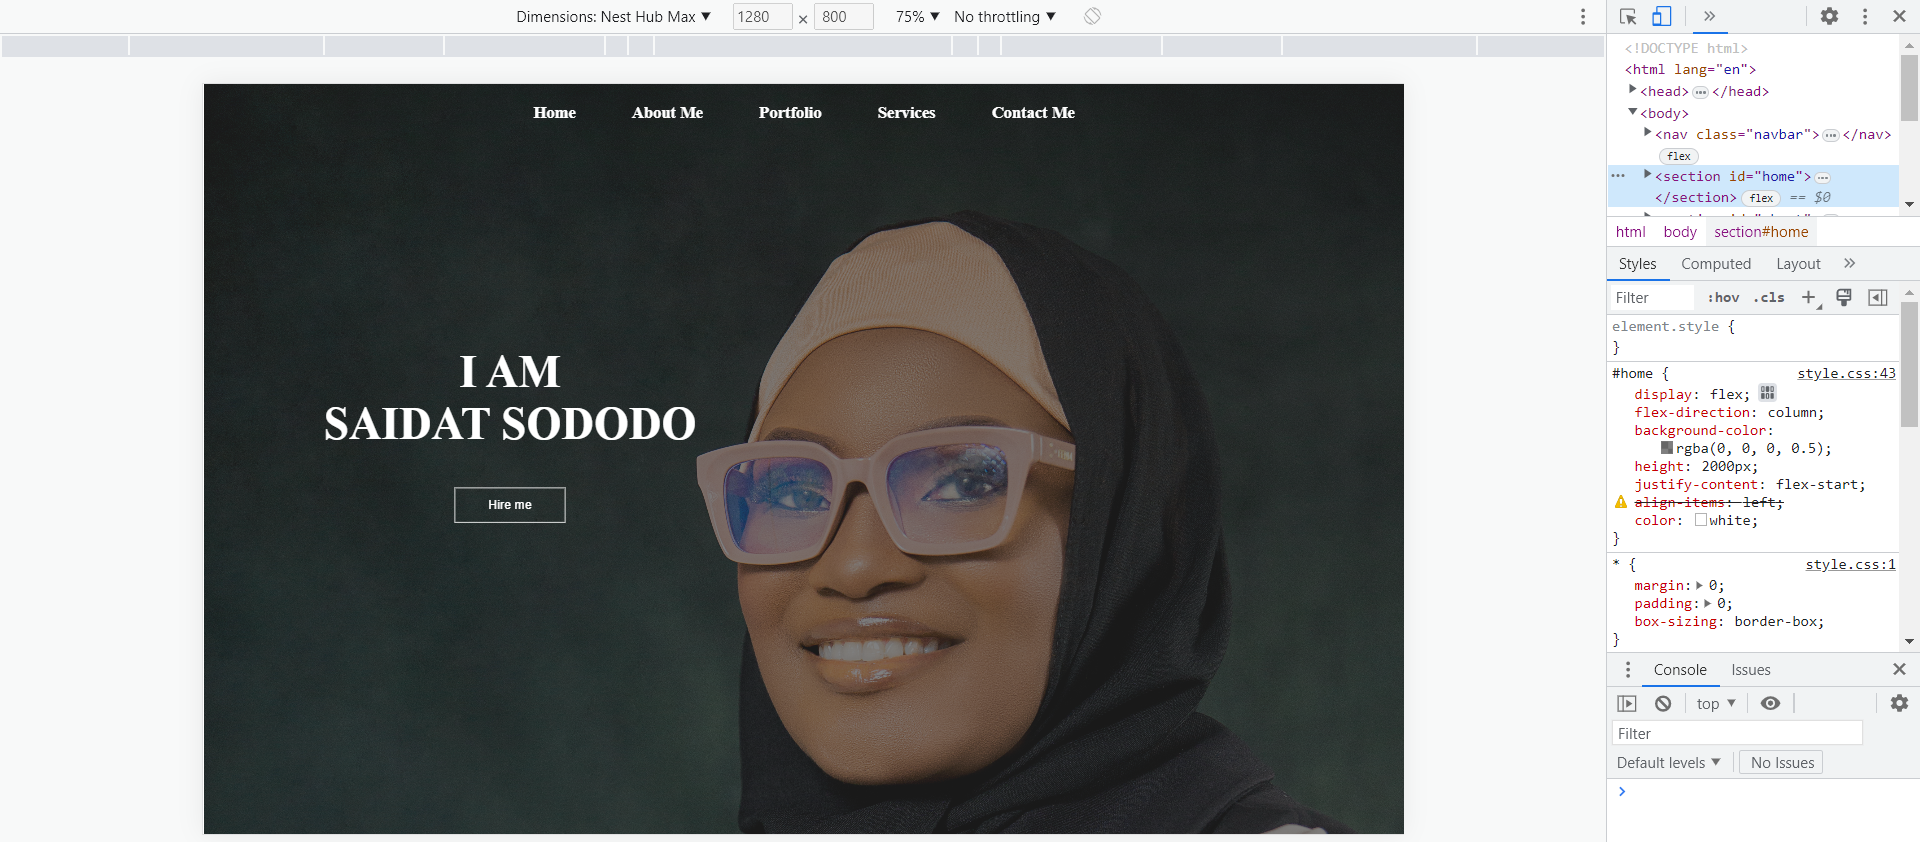 Dimensions: Nest Hub Max ▼ 1280 × 800 75% ▼ No throttling ▼
Home About Me Portfolio Services Contact Me
I AM
SAIDAT SODODO
Hire me
<!DOCTYPE html>
<html lang="en">
<head> ··· </head>
<body>
<nav class="navbar"> ··· </nav>
flex
<section id="home"> ···
</section> flex == $0
html body section#home
Styles Computed Layout »
Filter :hov .cls +
element.style {
}
#home { style.css:43
display: flex;
flex-direction: column;
background-color:
rgba(0, 0, 0, 0.5);
height: 2000px;
justify-content: flex-start;
align-items: left;
color: white;
}
* { style.css:1
margin: 0;
padding: 0;
box-sizing: border-box;
}
Console Issues
top ▼
Filter
Default levels ▼ No Issues